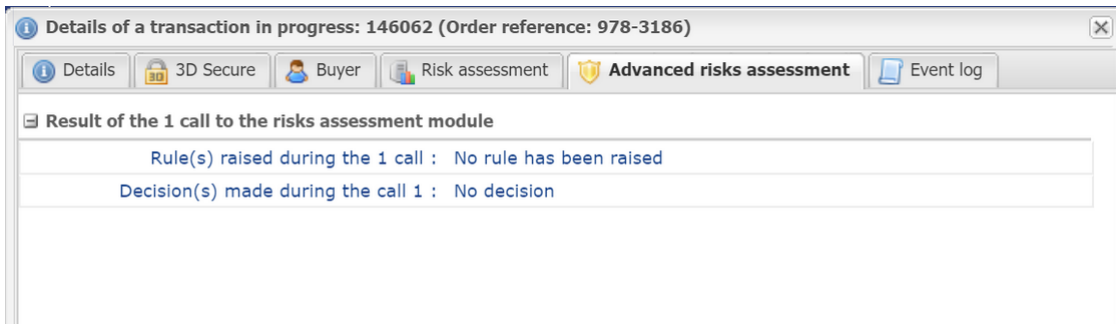 Details of a transaction in progress: 146062 (Order reference: 978-3186)
Details 3D Secure Buyer Risk assessment Advanced risks assessment Event log
Result of the 1 call to the risks assessment module
Rule(s) raised during the 1 call : No rule has been raised
Decision(s) made during the call 1 : No decision